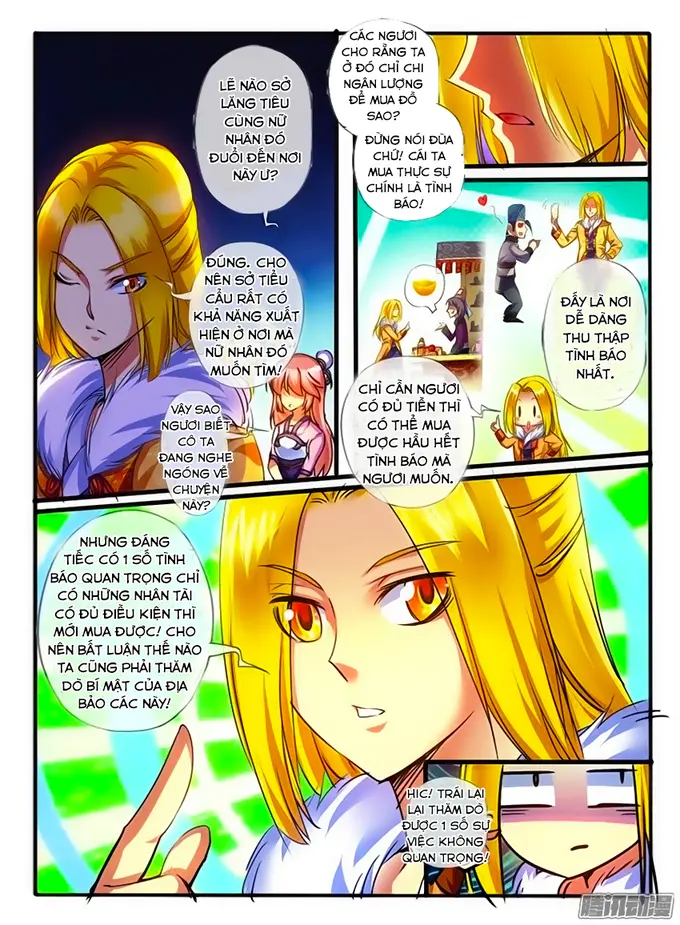 LẼ NÀO SỞ
LĂNG TIÊU
CÙNG NỮ
NHÂN ĐÓ
ĐUỔI ĐẾN NƠI
NÀY Ư?
ĐÚNG. CHO
NÊN SỞ TIỂU
CẨU RẤT CÓ
KHẢ NĂNG XUẤT
HIỆN Ở NƠI MÀ
NỮ NHÂN ĐÓ
MUỐN TÌM!
VẬY SAO
NGƯƠI BIẾT
CÔ TA
ĐANG NGHE
NGÓNG VỀ
CHUYỆN
NÀY?
CÁC NGƯƠI
CHO RẰNG TA
Ở ĐÓ CHỈ CHI
NGÂN LƯỢNG
ĐỂ MUA ĐỒ
SAO?
ĐỪNG NÓI ĐÙA
CHỨ! CÁI TA
MUA THỰC SỰ
CHÍNH LÀ TÌNH
BÁO!
ĐẤY LÀ NƠI
DỄ DÀNG
THU THẬP
TÌNH BÁO
NHẤT.
CHỈ CẦN NGƯƠI
CÓ ĐỦ TIỀN THÌ
CÓ THỂ MUA
ĐƯỢC HẦU HẾT
TÌNH BÁO MÀ
NGƯƠI MUỐN.
NHƯNG ĐÁNG
TIẾC CÓ 1 SỐ TÌNH
BÁO QUAN TRỌNG CHỈ
CÓ NHỮNG NHÂN TÀI
CÓ ĐỦ ĐIỀU KIỆN THÌ
MỚI MUA ĐƯỢC! CHO
NÊN BẤT LUẬN THẾ NÀO
TA CŨNG PHẢI THĂM
DÒ BÍ MẬT CỦA ĐỊA
BẢO CÁC NÀY!
HIC! TRÁI LẠI
LẠI THĂM DÒ
ĐƯỢC 1 SỐ SỰ
VIỆC KHÔNG
QUAN TRỌNG!
腾讯动漫